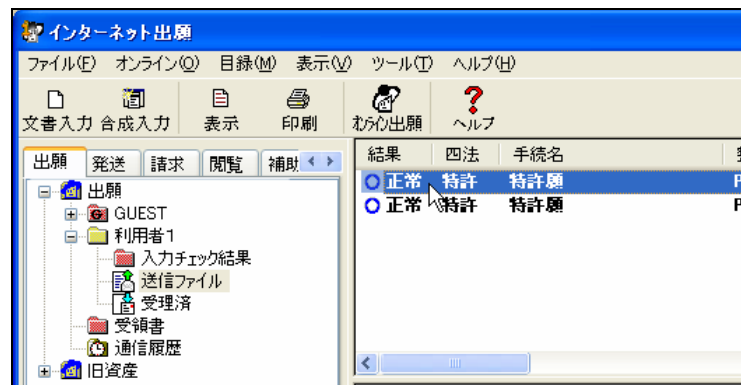 インターネット出願
ファイル(F) オンライン(O) 目録(M) 表示(V) ツール(T) ヘルプ(H)
文書入力 合成入力 表示 印刷 オンライン出願 ヘルプ
出願 発送 請求 閲覧 補助
出願
GUEST
利用者1
入力チェック結果
送信ファイル
受理済
受領書
通信履歴
旧資産
結果 四法 手続名
正常 特許 特許願
正常 特許 特許願